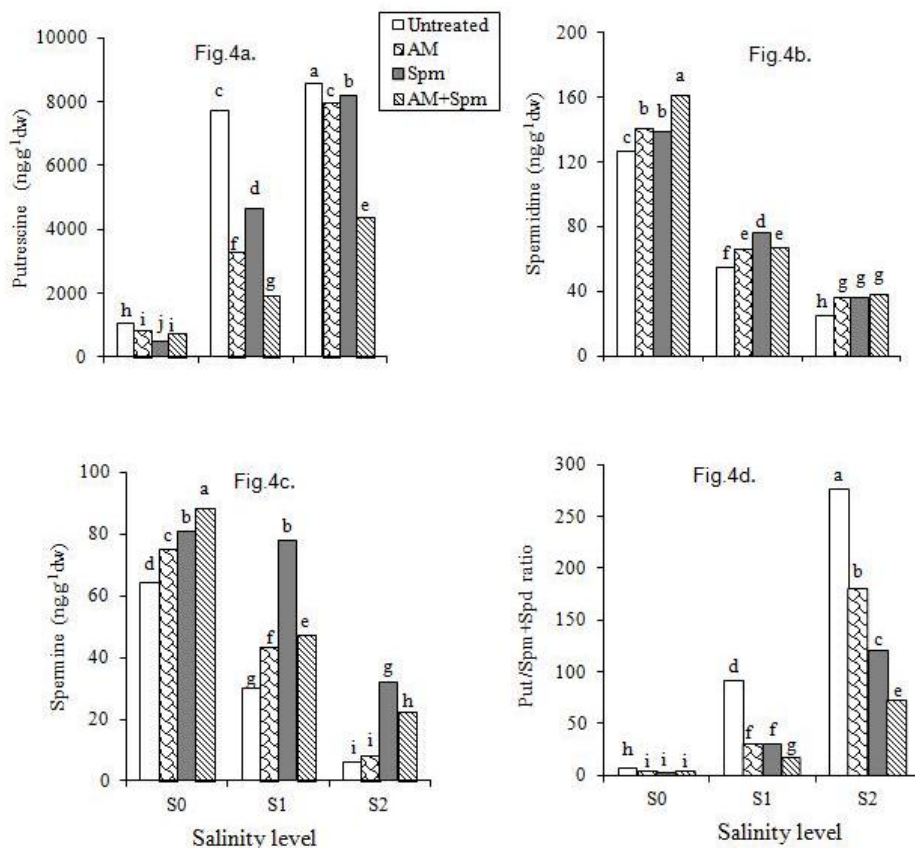 Fig.4a.
Untreated
AM
Spm
AM+Spm
Putrescine (ng.g-1dw)
10000
8000
6000
4000
2000
0
h i j i
c f d g
a c b e
Fig.4b.
Spermidine (ng.g-1dw)
200
160
120
80
40
0
c b b a
f e d e
h g g g
Fig.4c.
Spermine (ng.g-1dw)
100
80
60
40
20
0
d c b a
g f b e
i i g h
S0 S1 S2
Salinity level
Fig.4d.
Put/Spm+Spd ratio
300
250
200
150
100
50
0
h i i i
d f f g
a b c e
S0 S1 S2
Salinity level